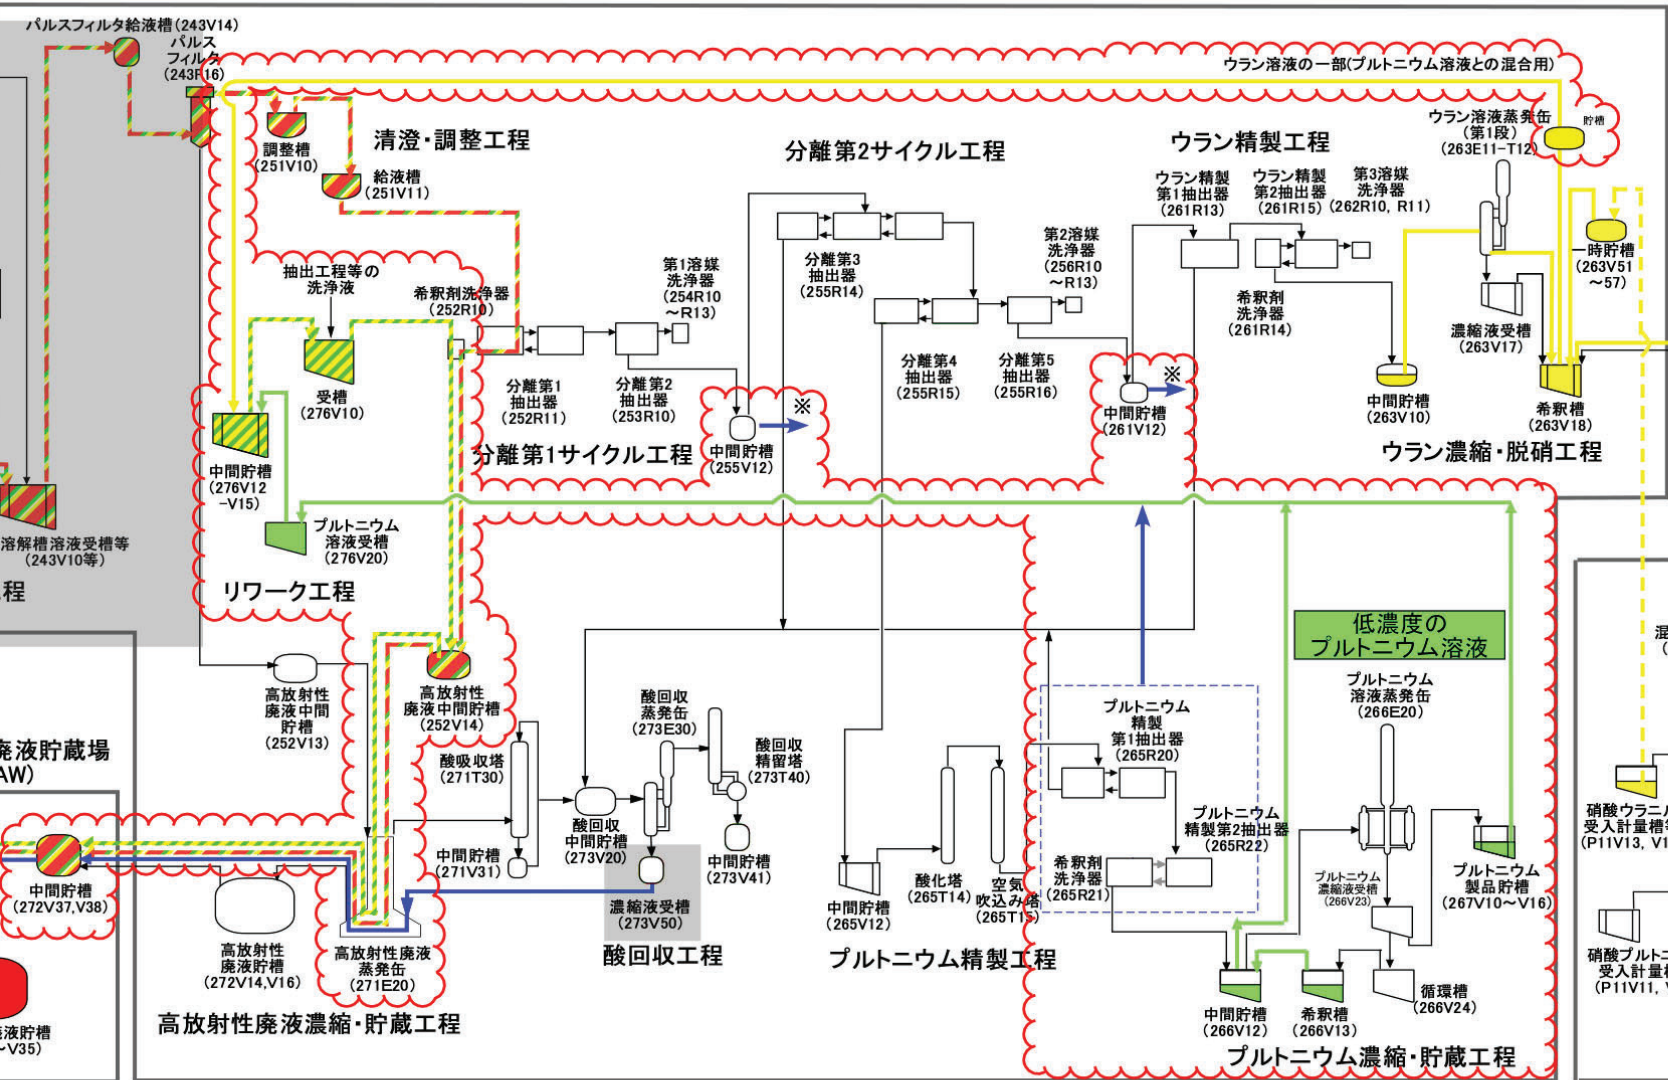 パルスフィルタ給液槽(243V14)
パルス
フィルタ
(243F16)
ウラン溶液の一部(プルトニウム溶液との混合用)
貯槽
調整槽
(251V10)
清澄・調整工程
給液槽
(251V11)
分離第2サイクル工程
ウラン精製工程
ウラン溶液蒸発缶
(第1段)
(263E11-T12)
ウラン精製
第1抽出器
(261R13)
ウラン精製
第2抽出器
(261R15)
第3溶媒
洗浄器
(262R10, R11)
一時貯槽
(263V51
～57)
抽出工程等の
洗浄液
希釈剤洗浄器
(252R10)
第1溶媒
洗浄器
(254R10
～R13)
分離第3
抽出器
(255R14)
第2溶媒
洗浄器
(256R10
～R13)
希釈剤
洗浄器
(261R14)
濃縮液受槽
(263V17)
受槽
(276V10)
分離第1
抽出器
(252R11)
分離第2
抽出器
(253R10)
分離第4
抽出器
(255R15)
分離第5
抽出器
(255R16)
※
※
中間貯槽
(255V12)
中間貯槽
(261V12)
中間貯槽
(263V10)
希釈槽
(263V18)
分離第1サイクル工程
ウラン濃縮・脱硝工程
中間貯槽
(276V12
-V15)
プルトニウム
溶液受槽
(276V20)
溶解槽溶液受槽等
(243V10等)
程
リワーク工程
低濃度の
プルトニウム溶液
混
(
高放射性
廃液中間
貯槽
(252V13)
高放射性
廃液中間貯槽
(252V14)
酸回収
蒸発缶
(273E30)
酸回収
精留塔
(273T40)
酸吸収塔
(271T30)
プルトニウム
精製
第1抽出器
(265R20)
プルトニウム
溶液蒸発缶
(266E20)
廃液貯蔵場
AW)
酸回収
中間貯槽
(273V20)
中間貯槽
(271V31)
中間貯槽
(273V41)
プルトニウム
精製第2抽出器
(265R22)
希釈剤
洗浄器
(265R21)
酸化塔
(265T14)
空気
吹込み塔
(265T15)
中間貯槽
(265V12)
プルトニウム
濃縮液受槽
(266V23)
プルトニウム
製品貯槽
(267V10～V16)
硝酸ウラニル
受入計量槽等
(P11V13, V1
中間貯槽
(272V37,V38)
濃縮液受槽
(273V50)
酸回収工程
プルトニウム精製工程
高放射性
廃液貯槽
(272V14,V16)
高放射性廃液
蒸発缶
(271E20)
硝酸プルトニ
受入計量槽
(P11V11, V
中間貯槽
(266V12)
希釈槽
(266V13)
循環槽
(266V24)
高放射性廃液濃縮・貯蔵工程
プルトニウム濃縮・貯蔵工程
液貯槽
～V35)